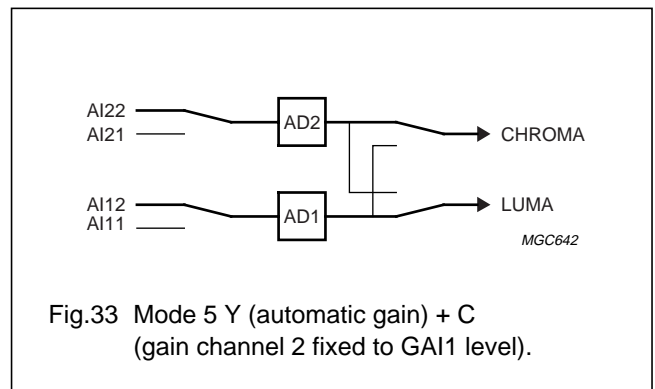 AI22
AI21
AD2
CHROMA
AI12
AI11
AD1
LUMA
MGC642
Fig.33 Mode 5 Y (automatic gain) + C
(gain channel 2 fixed to GAI1 level).